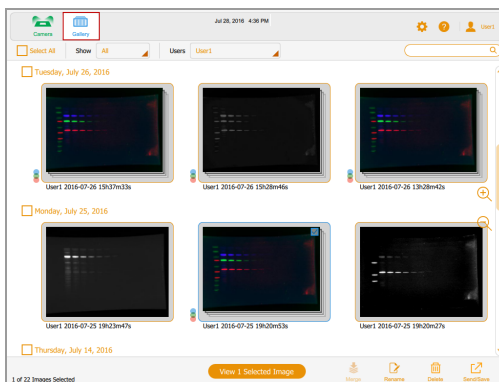 Jul 28, 2016 4:36 PM
Camera
Gallery
User1
Select All
Show
All
Users
User1
Tuesday, July 26, 2016
User1 2016-07-26 15h37m33s
User1 2016-07-26 15h28m46s
User1 2016-07-26 13h28m42s
Monday, July 25, 2016
User1 2016-07-25 19h23m47s
User1 2016-07-25 19h20m53s
User1 2016-07-25 19h20m27s
Thursday, July 14, 2016
1 of 22 Images Selected
View 1 Selected Image
Merge
Rename
Delete
Send/Save